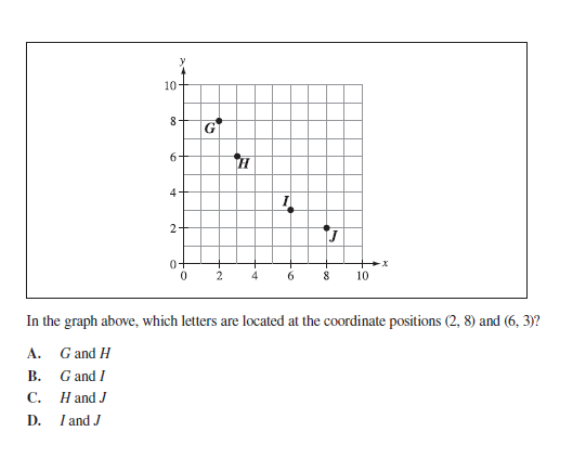 y
10
8
G
6
H
4
I
2
J
0
x
0 2 4 6 8 10
In the graph above, which letters are located at the coordinate positions (2, 8) and (6, 3)?
A. G and H
B. G and I
C. H and J
D. I and J